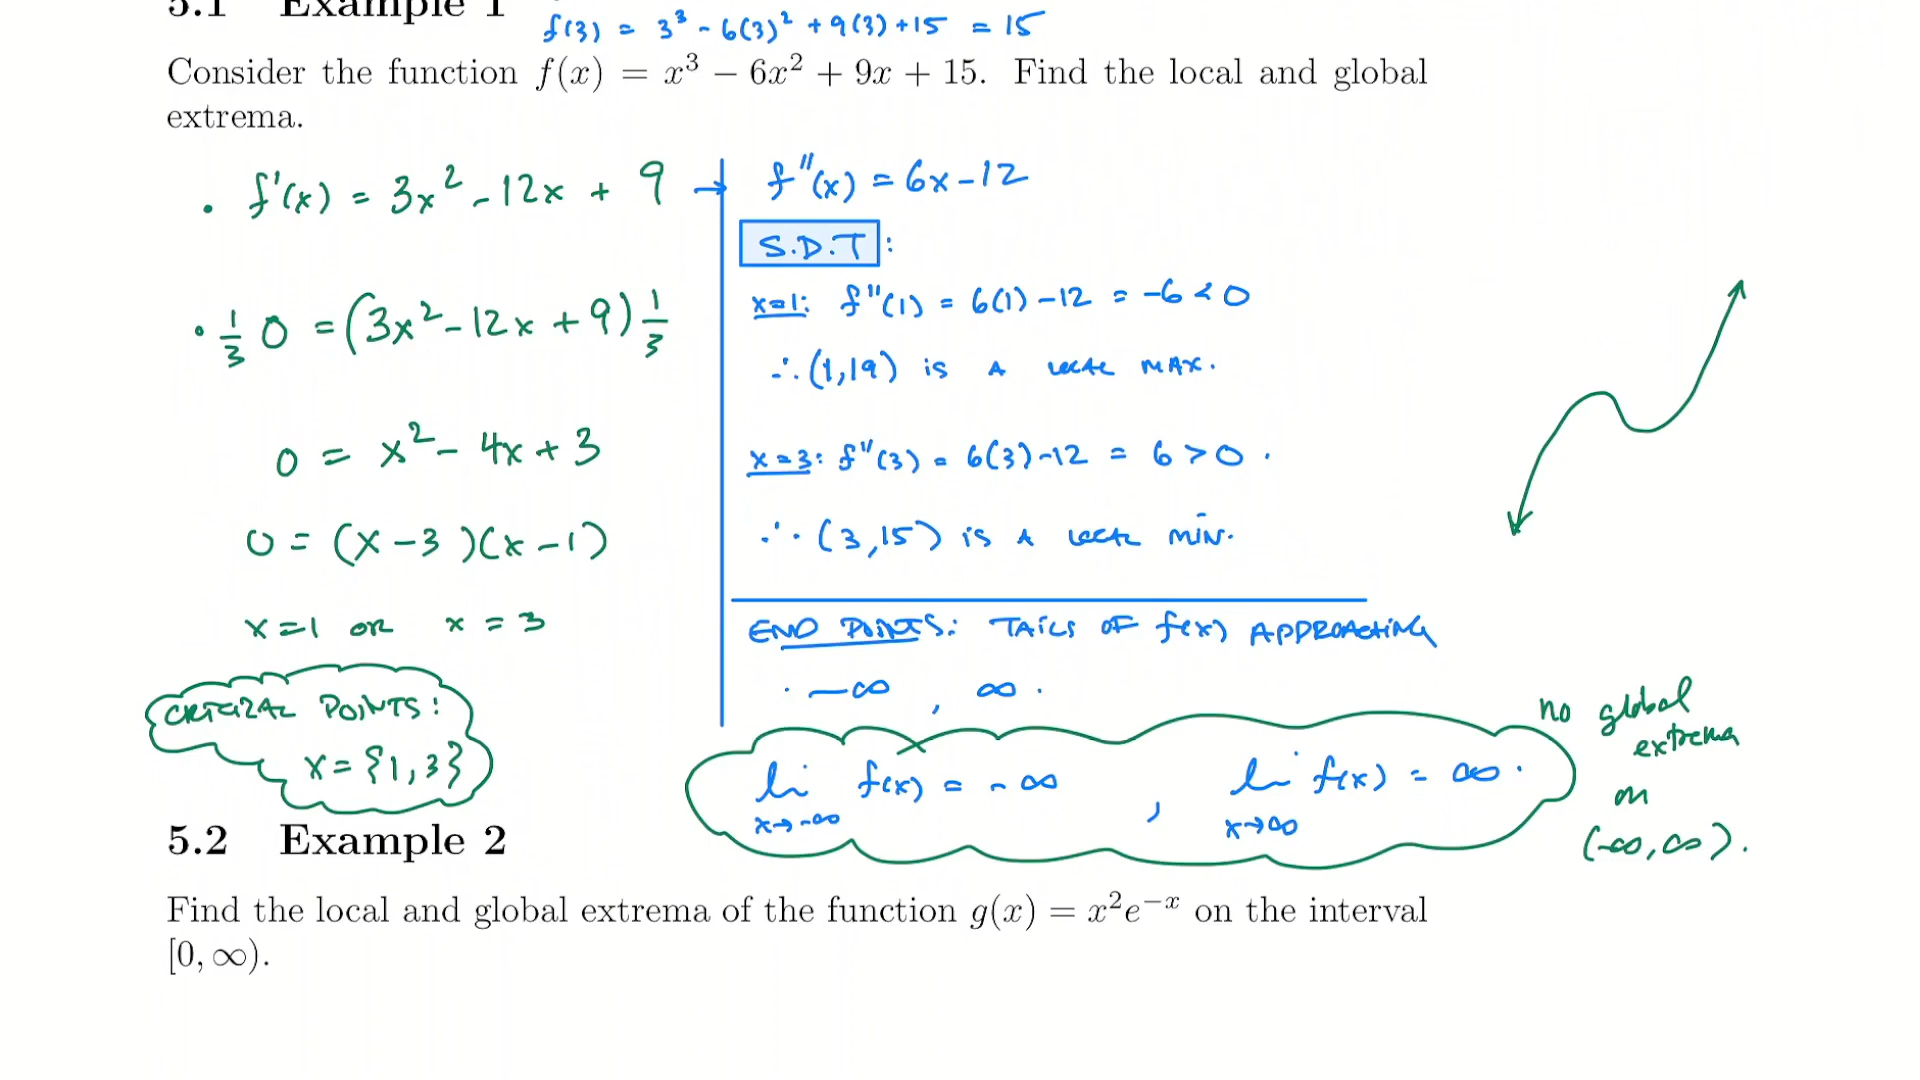 5.1 Example 1
f(3) = 3³ - 6(3)² + 9(3) + 15 = 15
Consider the function f(x) = x³ − 6x² + 9x + 15. Find the local and global
extrema.
· f'(x) = 3x² - 12x + 9 →
· 1/3 0 = (3x² - 12x + 9) 1/3
0 = x² - 4x + 3
0 = (x - 3)(x - 1)
x = 1 or x = 3
CRITICAL POINTS:
x = {1, 3}
f''(x) = 6x - 12
S.D.T :
x=1: f''(1) = 6(1) - 12 = -6 < 0
∴ (1,19) is A LOCAL MAX.
x=3: f''(3) = 6(3) - 12 = 6 > 0.
∴ (3,15) is A LOCAL MIN.
END POINTS: TAILS OF f(x) APPROACHING
· -∞ , ∞.
lim f(x) = -∞ , lim f(x) = ∞.
x→-∞ x→∞
no global
extrema
on
(-∞, ∞).
5.2 Example 2
Find the local and global extrema of the function g(x) = x²e⁻ˣ on the interval
[0, ∞).